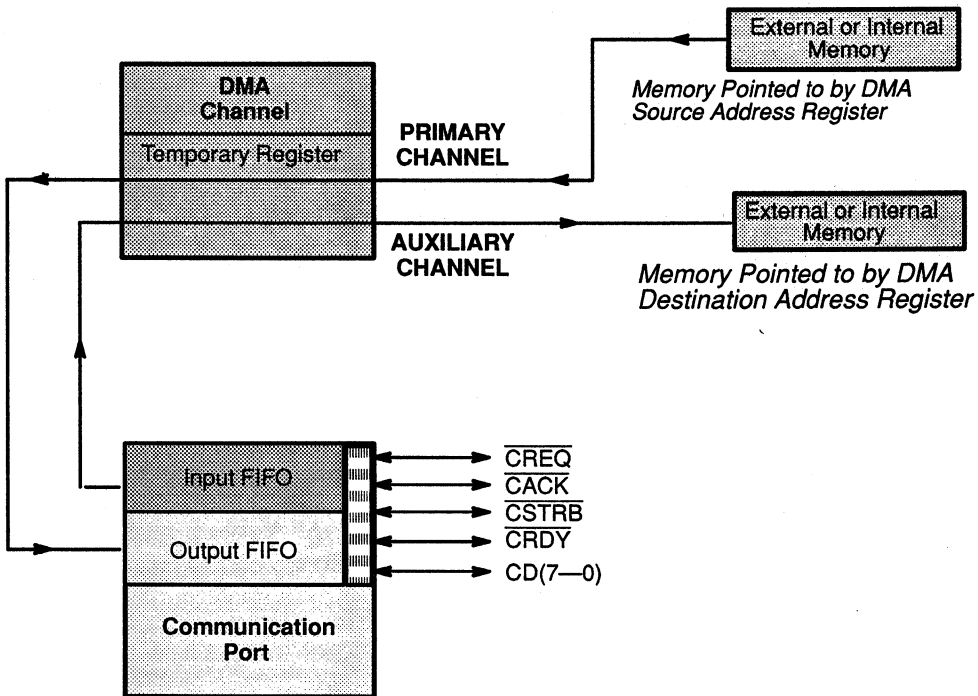 External or Internal
Memory
Memory Pointed to by DMA
Source Address Register
DMA
Channel
Temporary Register
PRIMARY
CHANNEL
AUXILIARY
CHANNEL
External or Internal
Memory
Memory Pointed to by DMA
Destination Address Register
Input FIFO
Output FIFO
Communication
Port
CREQ
CACK
CSTRB
CRDY
CD(7—0)